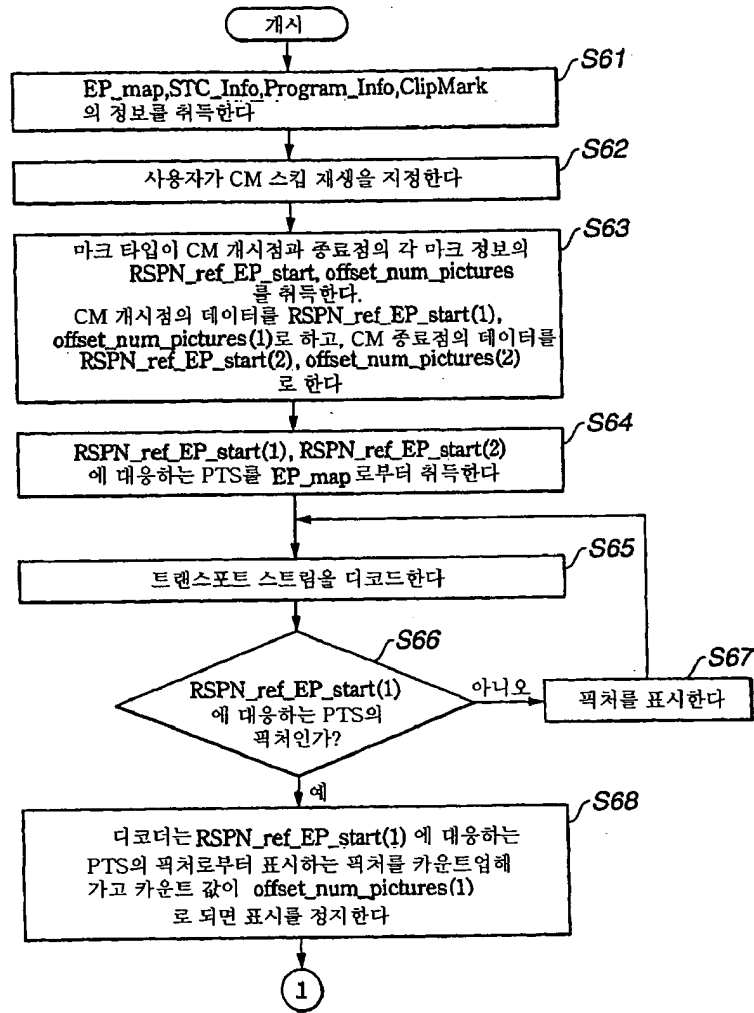 개시
S61
EP_map,STC_Info,Program_Info,ClipMark
의 정보를 취득한다
S62
사용자가 CM 스킵 재생을 지정한다
S63
마크 타입이 CM 개시점과 종료점의 각 마크 정보의
RSPN_ref_EP_start, offset_num_pictures
를 취득한다.
CM 개시점의 데이터를 RSPN_ref_EP_start(1),
offset_num_pictures(1)로 하고, CM 종료점의 데이터를
RSPN_ref_EP_start(2), offset_num_pictures(2)
로 한다
S64
RSPN_ref_EP_start(1), RSPN_ref_EP_start(2)
에 대응하는 PTS를 EP_map로부터 취득한다
S65
트랜스포트 스트림을 디코드한다
S66
RSPN_ref_EP_start(1)
에 대응하는 PTS의
픽처인가?
아니오
S67
픽처를 표시한다
예
S68
디코더는 RSPN_ref_EP_start(1) 에 대응하는
PTS의 픽처로부터 표시하는 픽처를 카운트업해
가고 카운트 값이 offset_num_pictures(1)
로 되면 표시를 정지한다
1